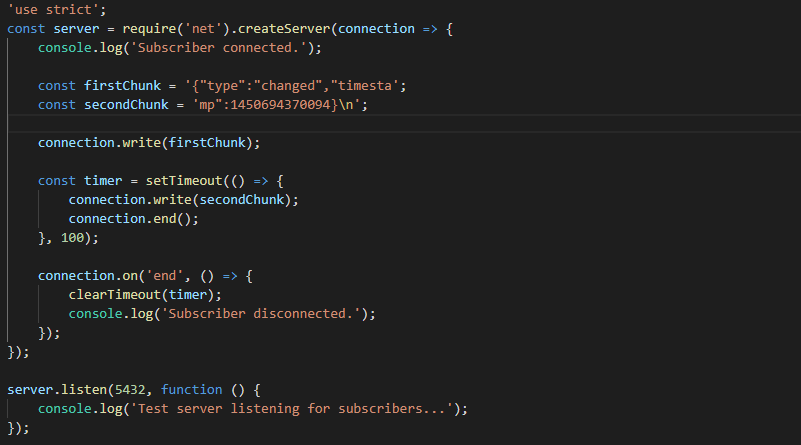 'use strict';
const server = require('net').createServer(connection => {
    console.log('Subscriber connected.');
    const firstChunk = '{"type":"changed","timesta';
    const secondChunk = 'mp":1450694370094}\n';
    connection.write(firstChunk);
    const timer = setTimeout(() => {
        connection.write(secondChunk);
        connection.end();
    }, 100);
    connection.on('end', () => {
        clearTimeout(timer);
        console.log('Subscriber disconnected.');
    });
});
server.listen(5432, function () {
    console.log('Test server listening for subscribers...');
});